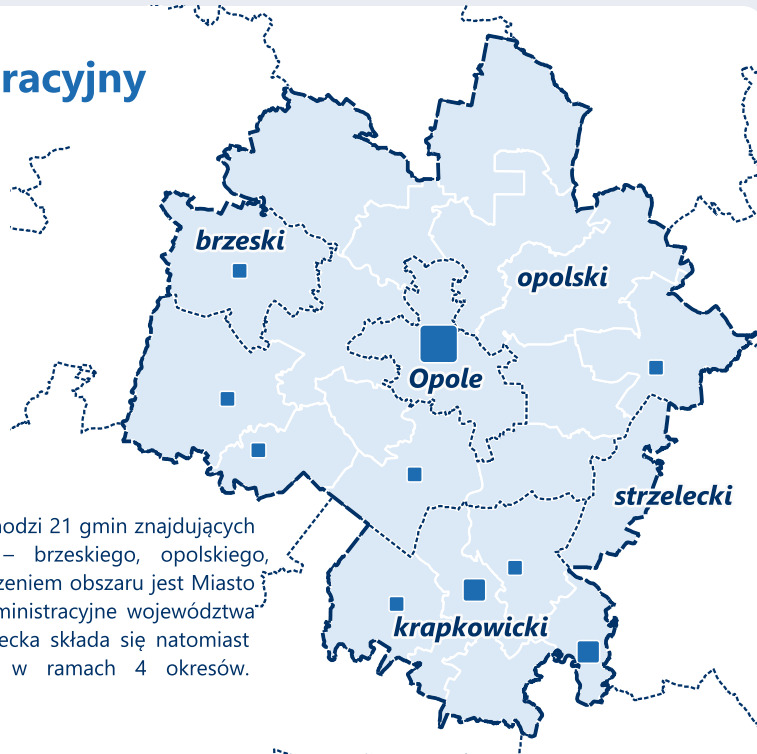 racyjny
brzeski
opolski
Opole
strzelecki
krapkowicki
odzi 21 gmin znajdujących
– brzeskiego, opolskiego,
zeniem obszaru jest Miasto
ministracyjne województwa
ecka składa się natomiast
w ramach 4 okresów.